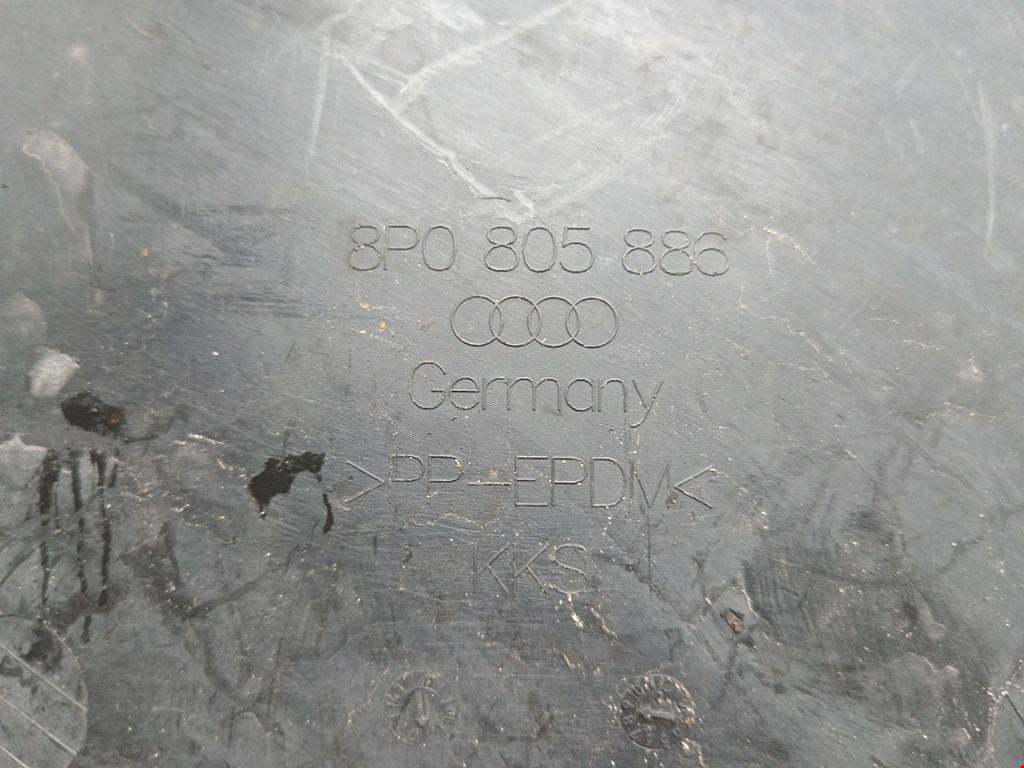 8P0 805 886
Germany
>PP-EPDM<
KKS